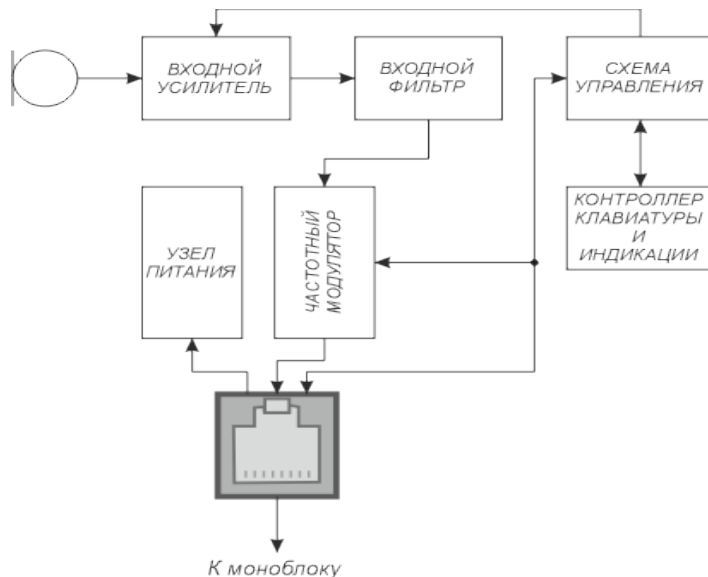 ВХОДНОЙ
УСИЛИТЕЛЬ
ВХОДНОЙ
ФИЛЬТР
СХЕМА
УПРАВЛЕНИЯ
УЗЕЛ
ПИТАНИЯ
ЧАСТОТНЫЙ
МОДУЛЯТОР
КОНТРОЛЛЕР
КЛАВИАТУРЫ
И
ИНДИКАЦИИ
К моноблоку